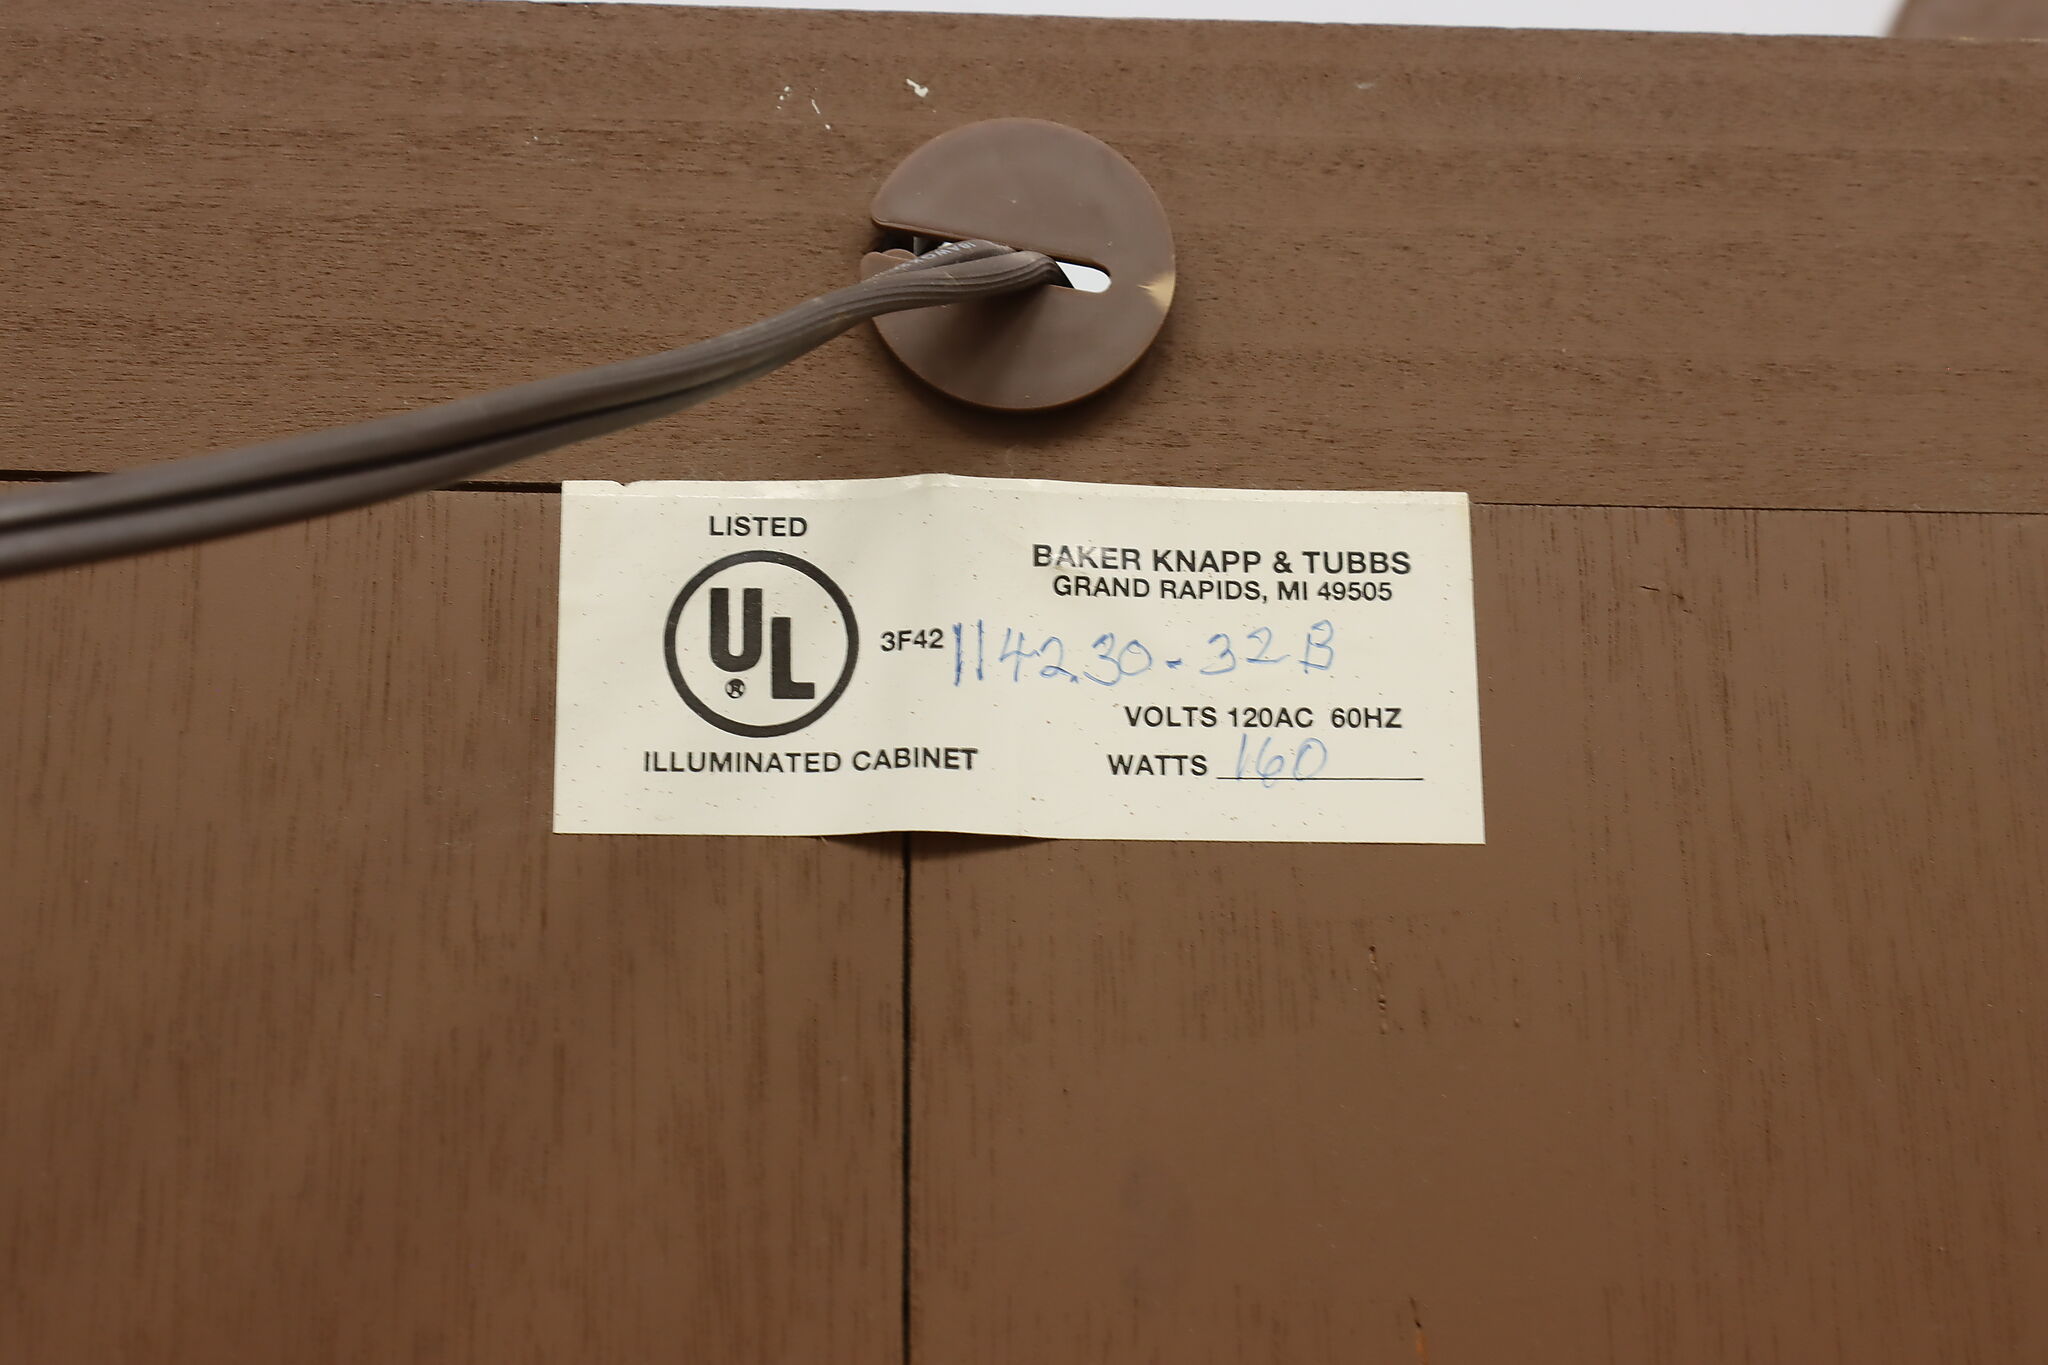 LISTED
UL
®
ILLUMINATED CABINET
BAKER KNAPP & TUBBS
GRAND RAPIDS, MI 49505
3F42 1142.30-32B
VOLTS 120AC 60HZ
WATTS 160